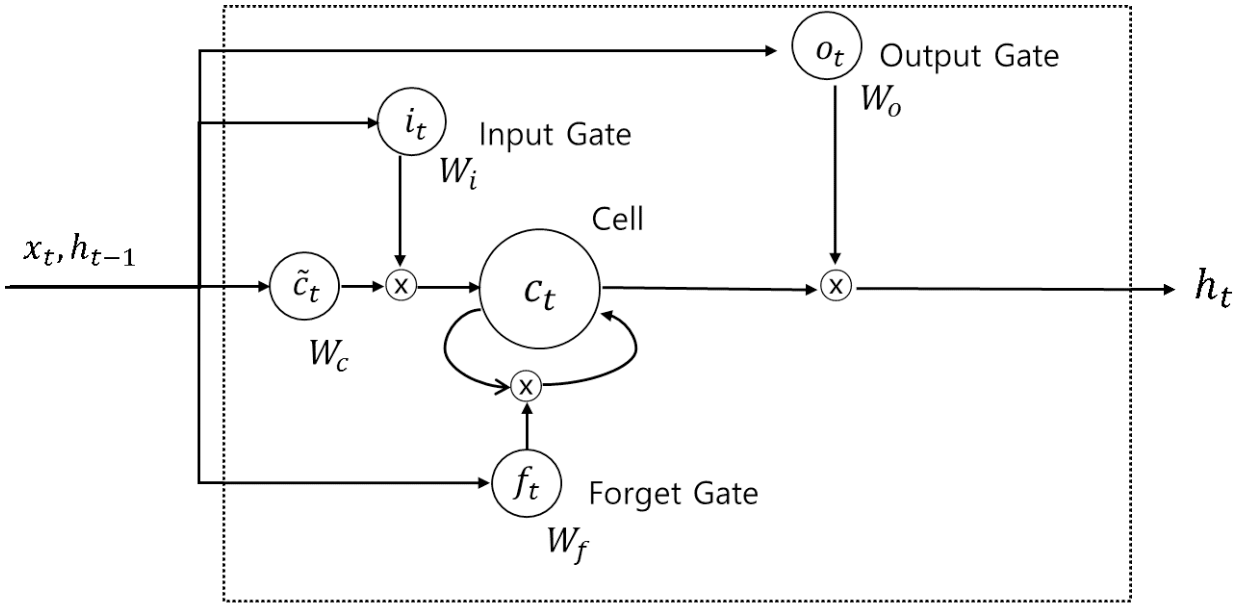 o_t Output Gate
W_o
i_t Input Gate
W_i
Cell
x_t, h_{t-1}
c̃_t x c_t x h_t
W_c
x
f_t Forget Gate
W_f